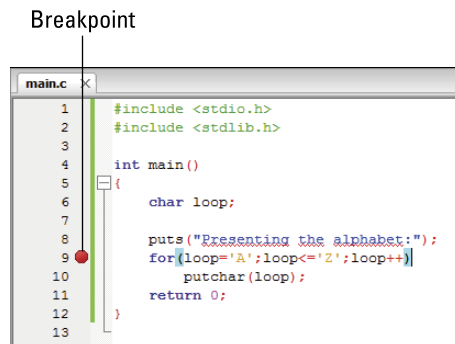 Breakpoint
main.c ×
1 #include <stdio.h>
2 #include <stdlib.h>
3
4 int main()
5 {
6 char loop;
7
8 puts("Presenting the alphabet:");
9 for(loop='A';loop<='Z';loop++)
10 putchar(loop);
11 return 0;
12 }
13